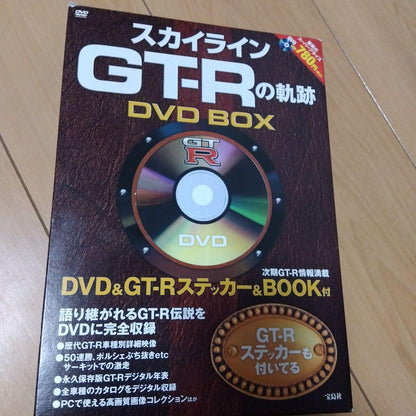 DVD
スカイライン
GT-Rの軌跡
DVD BOX
780円
GT
R
DVD
次期GT-R情報満載
DVD&GT-Rステッカー&BOOK付
語り継がれるGT-R伝説を
DVDに完全収録
●歴代GT-R車種別詳細映像
●50連勝、ポルシェぶち抜きetc
サーキットでの激走
●永久保存版GT-Rデジタル年表
●全車種のカタログをデジタル収録
●PCで使える高画質画像コレクションほか
GT-R
ステッカーも
付いてる
宝島社